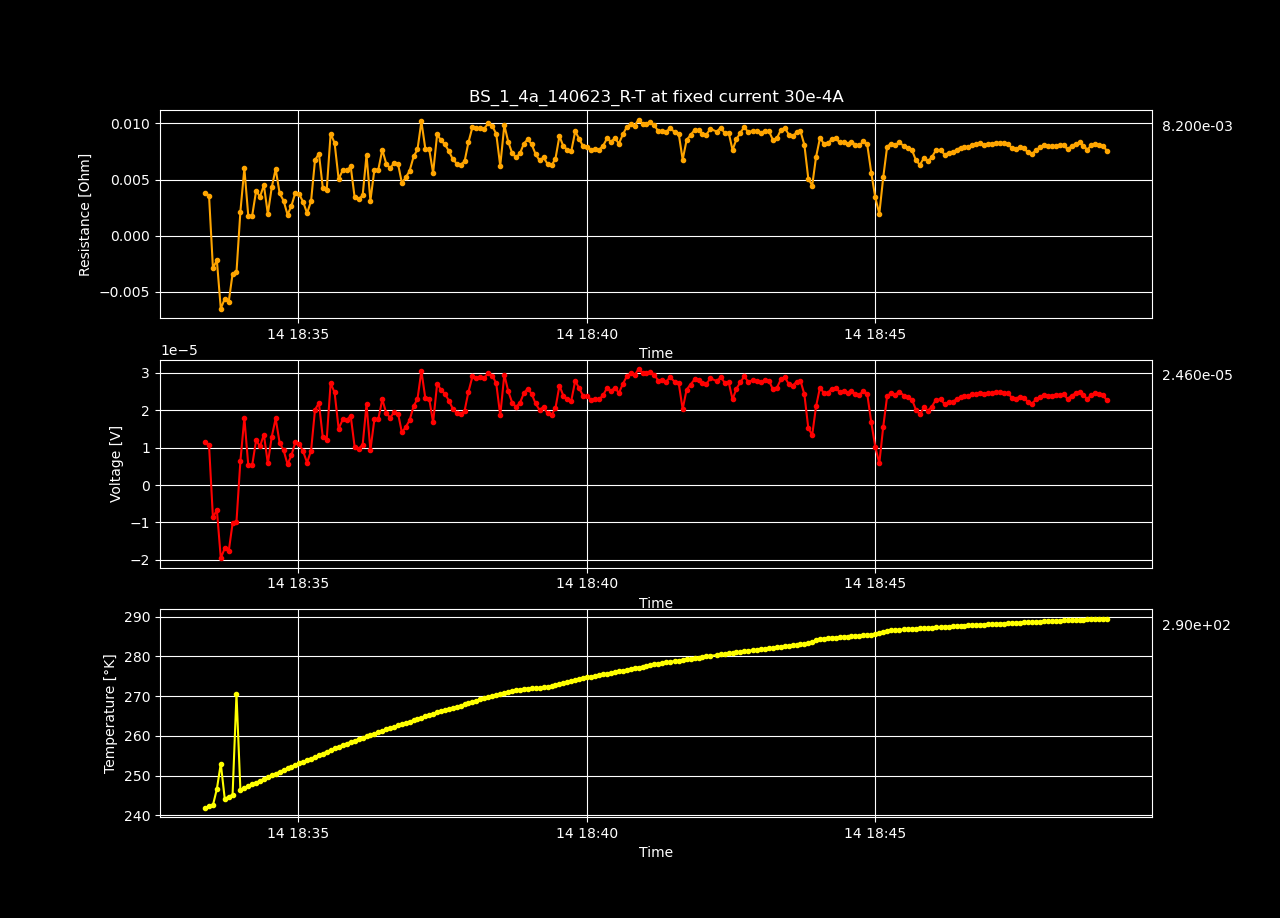 BS_1_4a_140623_R-T at fixed current 30e-4A
Resistance [Ohm]
0.010
0.005
0.000
−0.005
8.200e-03
14 18:35 14 18:40 14 18:45
Time
1e−5
Voltage [V]
3
2
1
0
−1
−2
2.460e-05
14 18:35 14 18:40 14 18:45
Time
Temperature [°K]
290
280
270
260
250
240
2.90e+02
14 18:35 14 18:40 14 18:45
Time